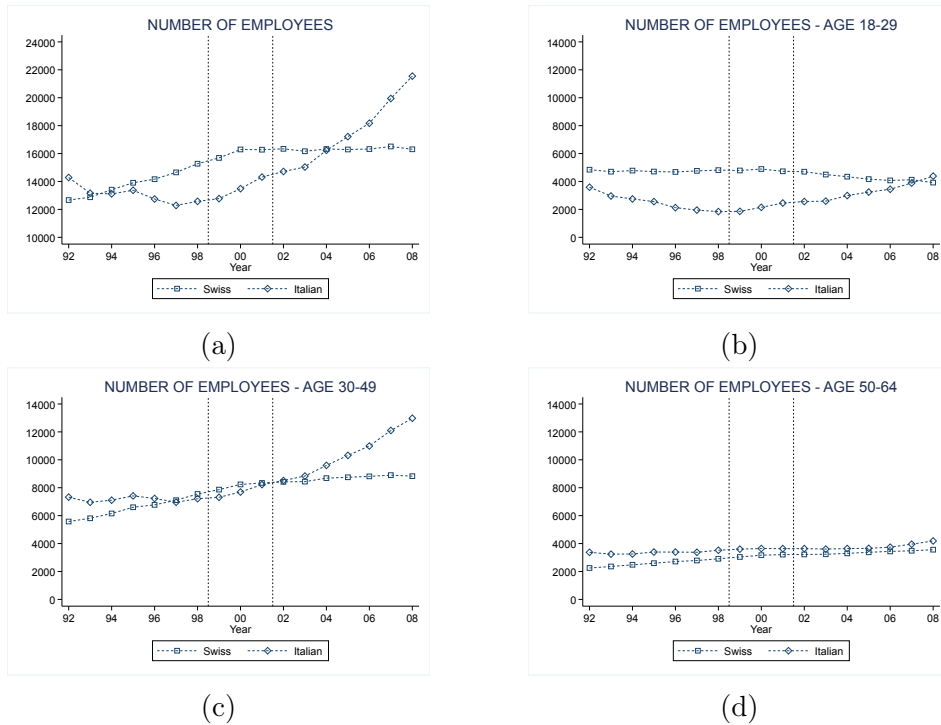 NUMBER OF EMPLOYEES
24000
22000
20000
18000
16000
14000
12000
10000
92 94 96 98 00 02 04 06 08
Year
Swiss Italian
(a)
NUMBER OF EMPLOYEES - AGE 18-29
14000
12000
10000
8000
6000
4000
2000
0
92 94 96 98 00 02 04 06 08
Year
Swiss Italian
(b)
NUMBER OF EMPLOYEES - AGE 30-49
14000
12000
10000
8000
6000
4000
2000
0
92 94 96 98 00 02 04 06 08
Year
Swiss Italian
(c)
NUMBER OF EMPLOYEES - AGE 50-64
14000
12000
10000
8000
6000
4000
2000
0
92 94 96 98 00 02 04 06 08
Year
Swiss Italian
(d)